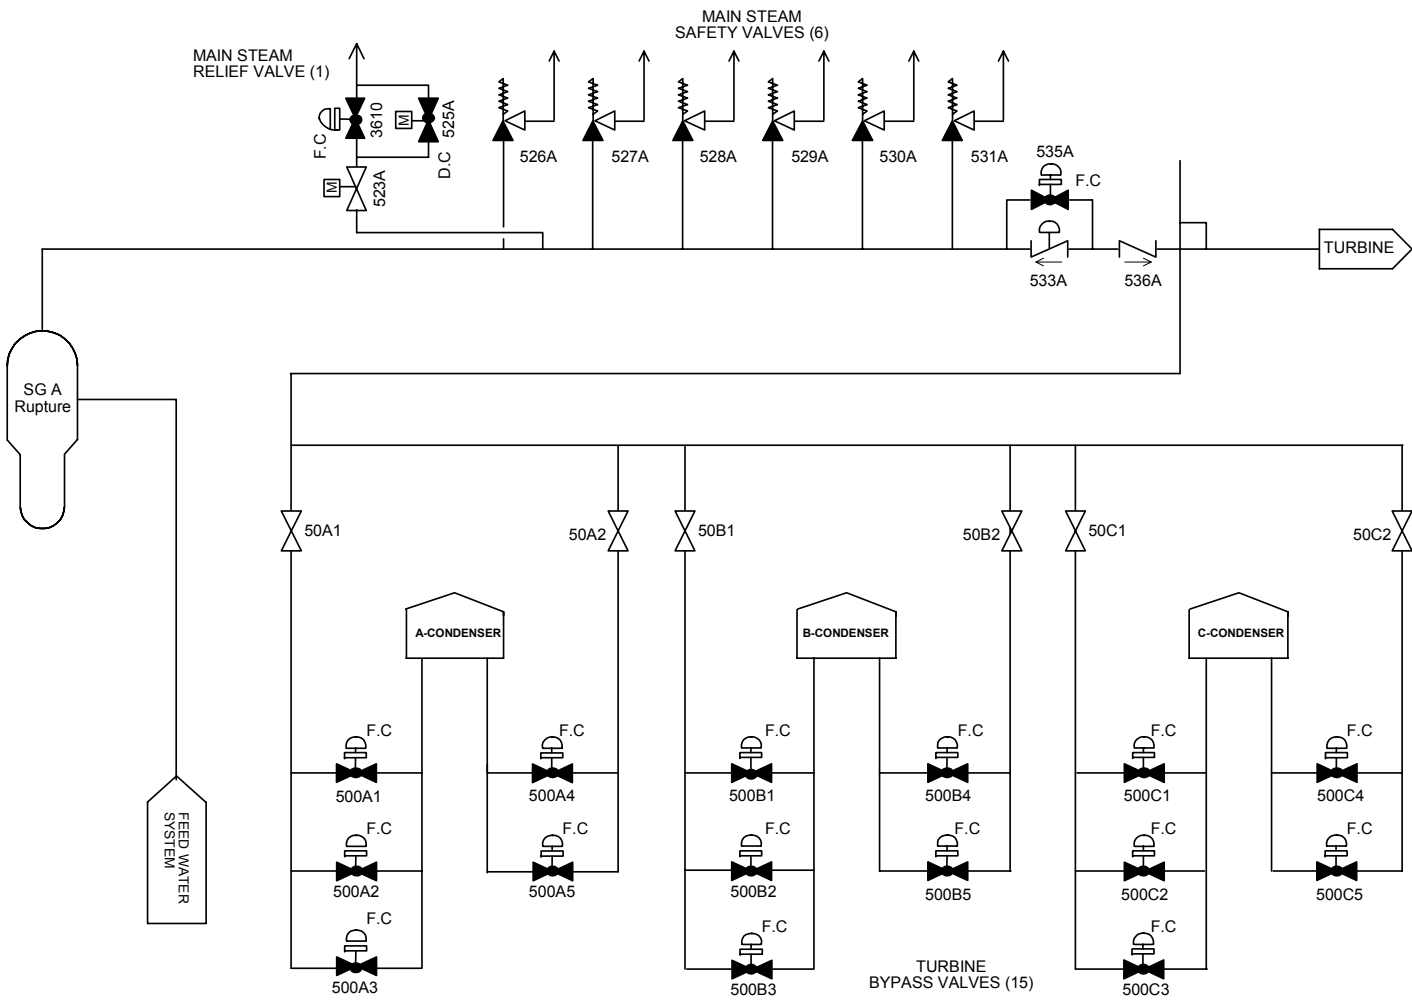 MAIN STEAM
SAFETY VALVES (6)
MAIN STEAM
RELIEF VALVE (1)
F.C
3610
M
525A
D.C
M
523A
526A
527A
528A
529A
530A
531A
535A
F.C
533A
536A
TURBINE
SG A
Rupture
FEED WATER
SYSTEM
50A1
50A2
50B1
50B2
50C1
50C2
A-CONDENSER
B-CONDENSER
C-CONDENSER
F.C
500A1
F.C
500A4
F.C
500B1
F.C
500B4
F.C
500C1
F.C
500C4
F.C
500A2
F.C
500A5
F.C
500B2
F.C
500B5
F.C
500C2
F.C
500C5
F.C
500A3
F.C
500B3
F.C
500C3
TURBINE
BYPASS VALVES (15)